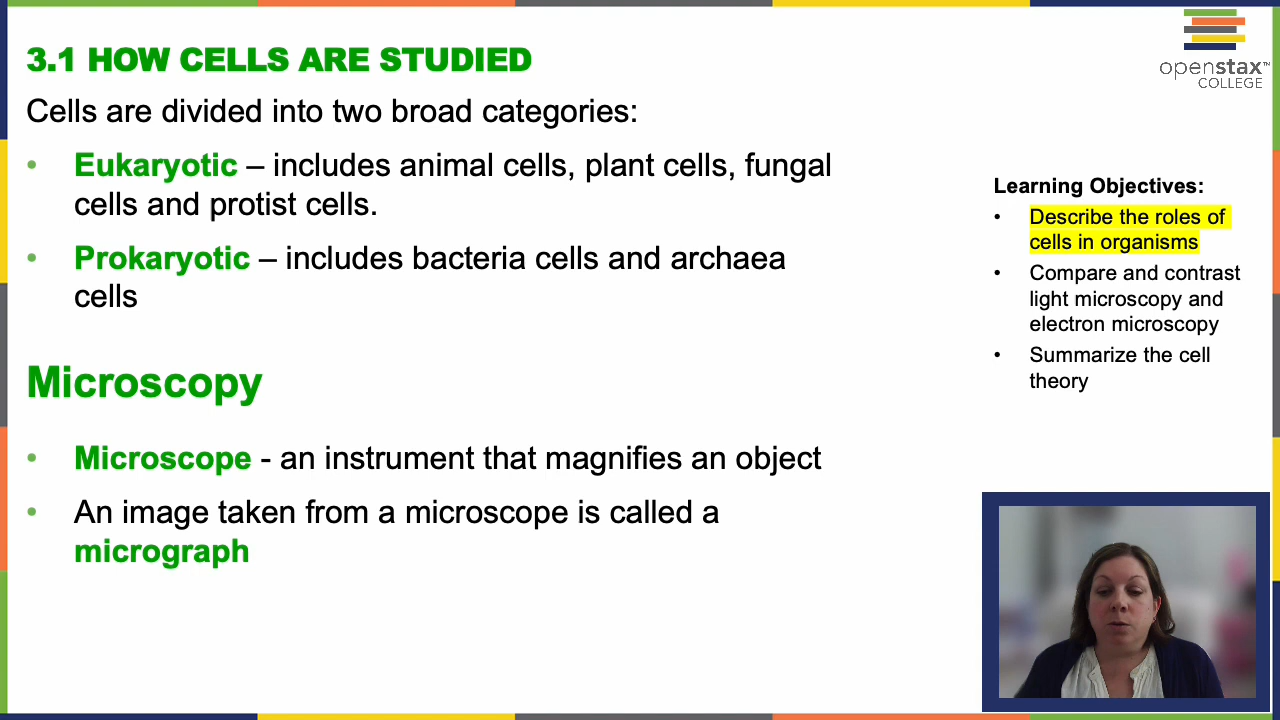 3.1 HOW CELLS ARE STUDIED
Cells are divided into two broad categories:
• Eukaryotic – includes animal cells, plant cells, fungal
cells and protist cells.
• Prokaryotic – includes bacteria cells and archaea
cells
Microscopy
• Microscope - an instrument that magnifies an object
• An image taken from a microscope is called a
micrograph
openstax™
COLLEGE
Learning Objectives:
• Describe the roles of
cells in organisms
• Compare and contrast
light microscopy and
electron microscopy
• Summarize the cell
theory